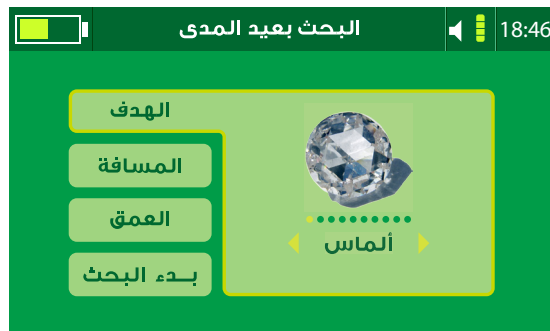 البحث بعيد المدى
18:46
الهدف
المسافة
العمق
بـدء البحث
ألماس